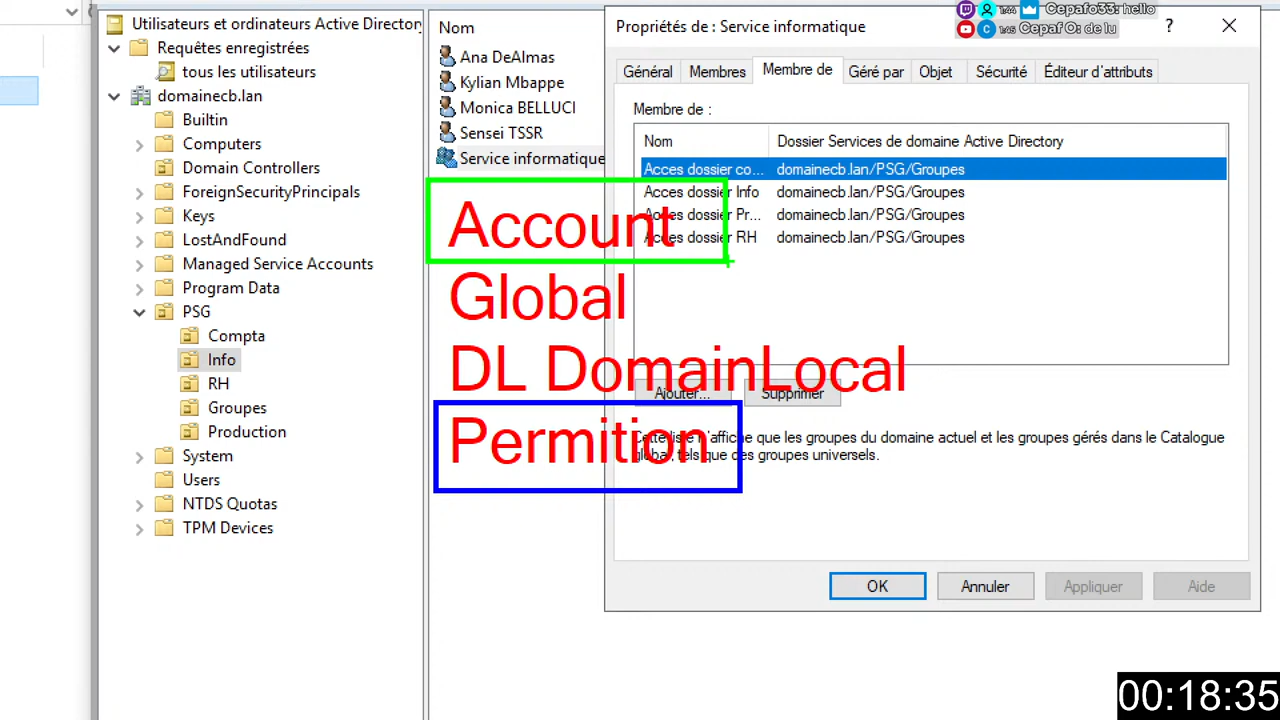 Utilisateurs et ordinateurs Active Directory
Requêtes enregistrées
tous les utilisateurs
domainecb.lan
Builtin
Computers
Domain Controllers
ForeignSecurityPrincipals
Keys
LostAndFound
Managed Service Accounts
Program Data
PSG
Compta
Info
RH
Groupes
Production
System
Users
NTDS Quotas
TPM Devices
Nom
Ana DeAlmas
Kylian Mbappe
Monica BELLUCI
Sensei TSSR
Service informatique
Propriétés de : Service informatique
?
1:44 Cepafo33: hello
1:45 Cepaf O: de lu
Général Membres Membre de Géré par Objet Sécurité Éditeur d'attributs
Membre de :
Nom Dossier Services de domaine Active Directory
Acces dossier co... domainecb.lan/PSG/Groupes
Acces dossier Info domainecb.lan/PSG/Groupes
Acces dossier Pr... domainecb.lan/PSG/Groupes
Acces dossier RH domainecb.lan/PSG/Groupes
Account
Global
DL DomainLocal
Permition
Ajouter... Supprimer
Cette liste n'affiche que les groupes du domaine actuel et les groupes gérés dans le Catalogue
global, tels que des groupes universels.
OK Annuler Appliquer Aide
00:18:35